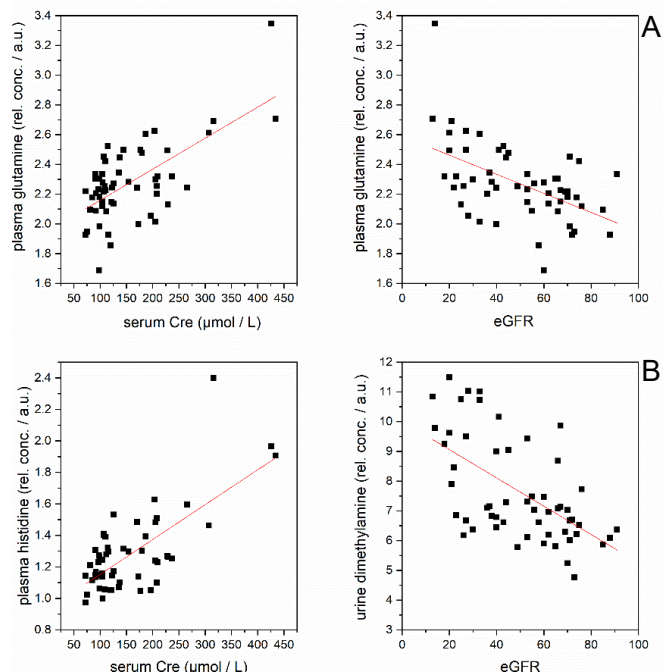 A
plasma glutamine (rel. conc. / a.u.)
3.4
3.2
3.0
2.8
2.6
2.4
2.2
2.0
1.8
1.6
50 100 150 200 250 300 350 400 450
serum Cre (μmol / L)
plasma glutamine (rel. conc. / a.u.)
3.4
3.2
3.0
2.8
2.6
2.4
2.2
2.0
1.8
1.6
0 20 40 60 80 100
eGFR
B
plasma histidine (rel. conc. / a.u.)
2.4
2.2
2.0
1.8
1.6
1.4
1.2
1.0
0.8
50 100 150 200 250 300 350 400 450
serum Cre (μmol / L)
urine dimethylamine (rel. conc. / a.u.)
12
11
10
9
8
7
6
5
4
3
0 20 40 60 80 100
eGFR